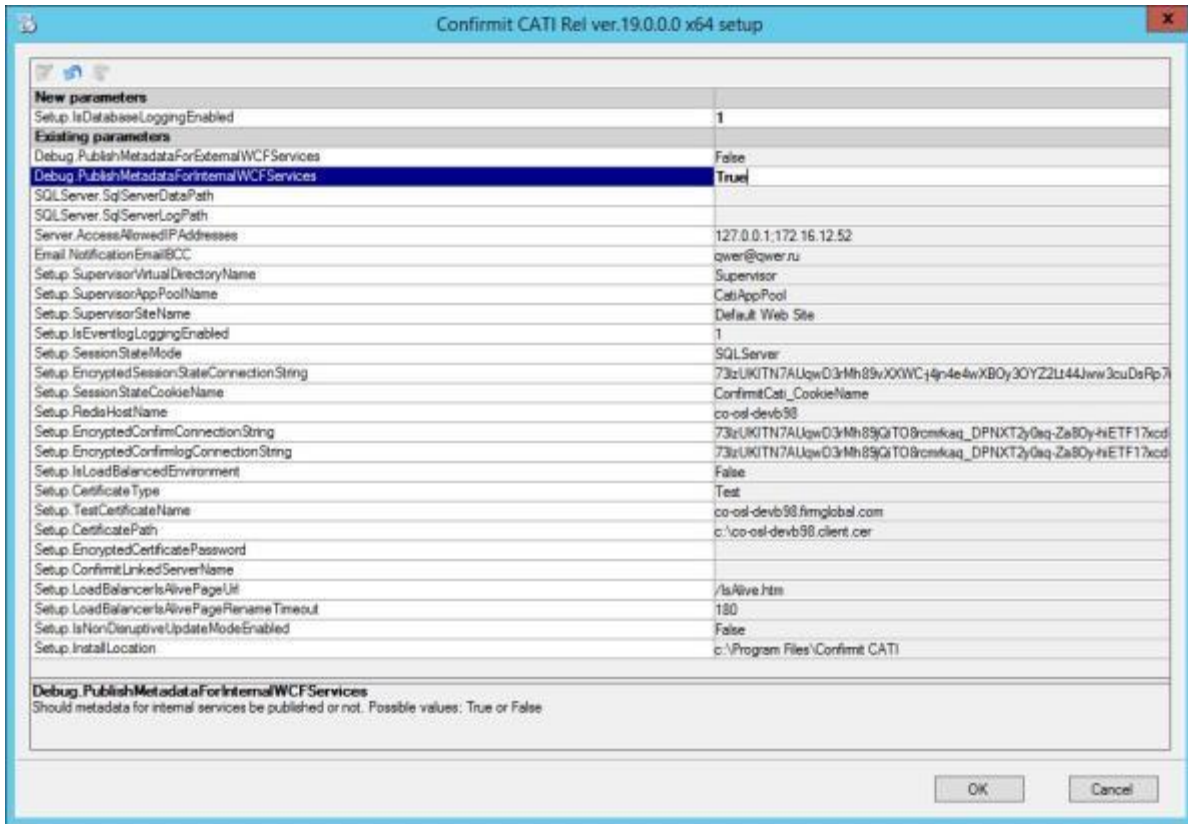 Confirmit CATI Rel ver.19.0.0.0 x64 setup
New parameters
Setup.IsDatabaseLoggingEnabled 1
Existing parameters
Debug.PublishMetadataForExternalWCFServices False
Debug.PublishMetadataForInternalWCFServices True
SQLServer.SqlServerDataPath
SQLServer.SqlServerLogPath
Server.AccessAllowedIPAddresses 127.0.0.1;172.16.12.52
Email.NotificationEmailBCC qwer@qwer.ru
Setup.SupervisorVirtualDirectoryName Supervisor
Setup.SupervisorAppPoolName CatiAppPool
Setup.SupervisorSiteName Default Web Site
Setup.IsEventlogLoggingEnabled 1
Setup.SessionStateMode SQLServer
Setup.EncryptedSessionStateConnectionString
Setup.SessionStateCookieName ConfirmitCati_CookieName
Setup.RedisHostName co-osl-devb98
Setup.EncryptedConfirmConnectionString
Setup.EncryptedConfirmlogConnectionString
Setup.IsLoadBalancedEnvironment False
Setup.CertificateType Test
Setup.TestCertificateName co-osl-devb98.firmglobal.com
Setup.CertificatePath c:\co-osl-devb98.client.cer
Setup.EncryptedCertificatePassword
Setup.ConfirmitLinkedServerName
Setup.LoadBalancerIsAlivePageUrl /IsAlive.htm
Setup.LoadBalancerIsAlivePageRenameTimeout 180
Setup.IsNonDisruptiveUpdateModeEnabled False
Setup.InstallLocation c:\Program Files\Confirmit CATI
Debug.PublishMetadataForInternalWCFServices
Should metadata for internal services be published or not. Possible values: True or False
OK Cancel